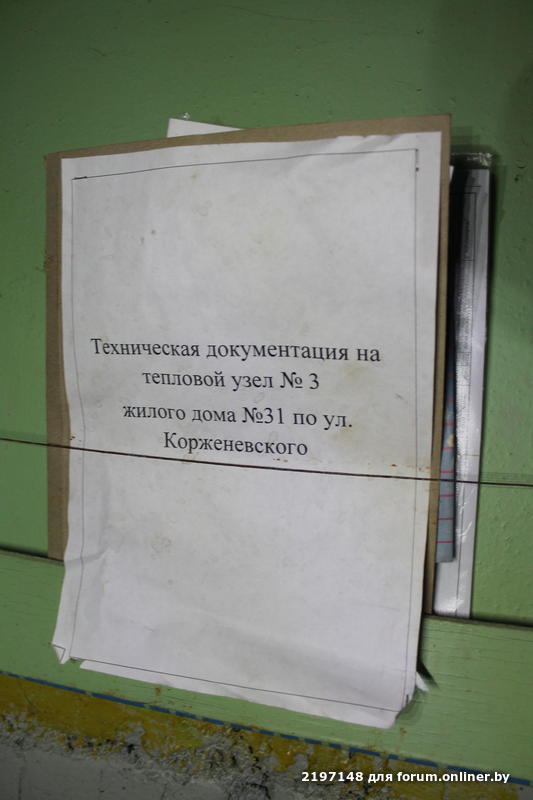 Техническая документация на
тепловой узел № 3
жилого дома №31 по ул.
Корженевского
2197148 для forum.onliner.by